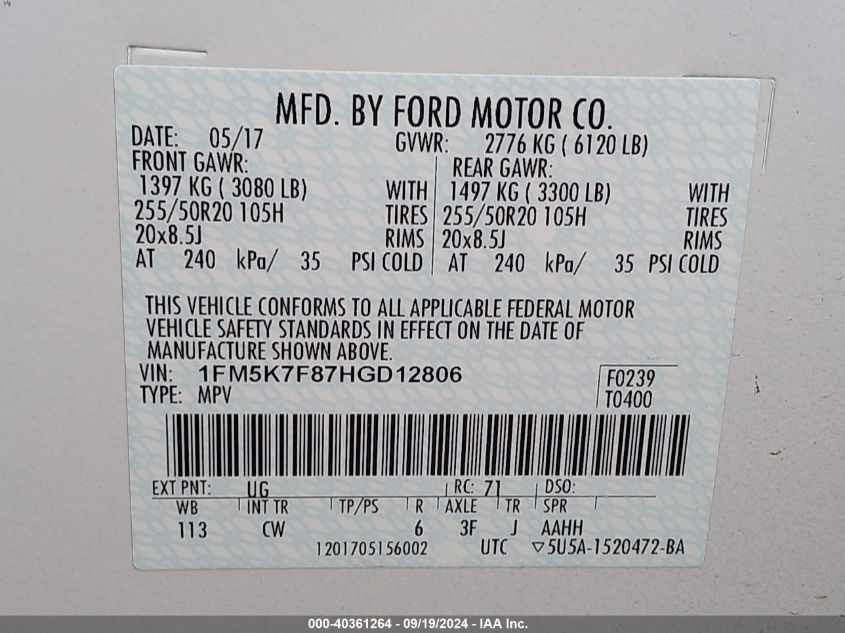 MFD. BY FORD MOTOR CO.
DATE: 05/17 GVWR: 2776 KG ( 6120 LB)
FRONT GAWR: REAR GAWR:
1397 KG ( 3080 LB) WITH 1497 KG ( 3300 LB) WITH
255/50R20 105H TIRES 255/50R20 105H TIRES
20x8.5J RIMS 20x8.5J RIMS
AT 240 kPa/ 35 PSI COLD AT 240 kPa/ 35 PSI COLD
THIS VEHICLE CONFORMS TO ALL APPLICABLE FEDERAL MOTOR
VEHICLE SAFETY STANDARDS IN EFFECT ON THE DATE OF
MANUFACTURE SHOWN ABOVE.
VIN: 1FM5K7F87HGD12806 F0239
TYPE: MPV T0400
EXT PNT: UG RC: 71 DSO:
WB INT TR TP/PS R AXLE TR SPR
113 CW 6 3F J AAHH
1201705156002 UTC ▽5U5A-1520472-BA
000-40361264 - 09/19/2024 - IAA Inc.